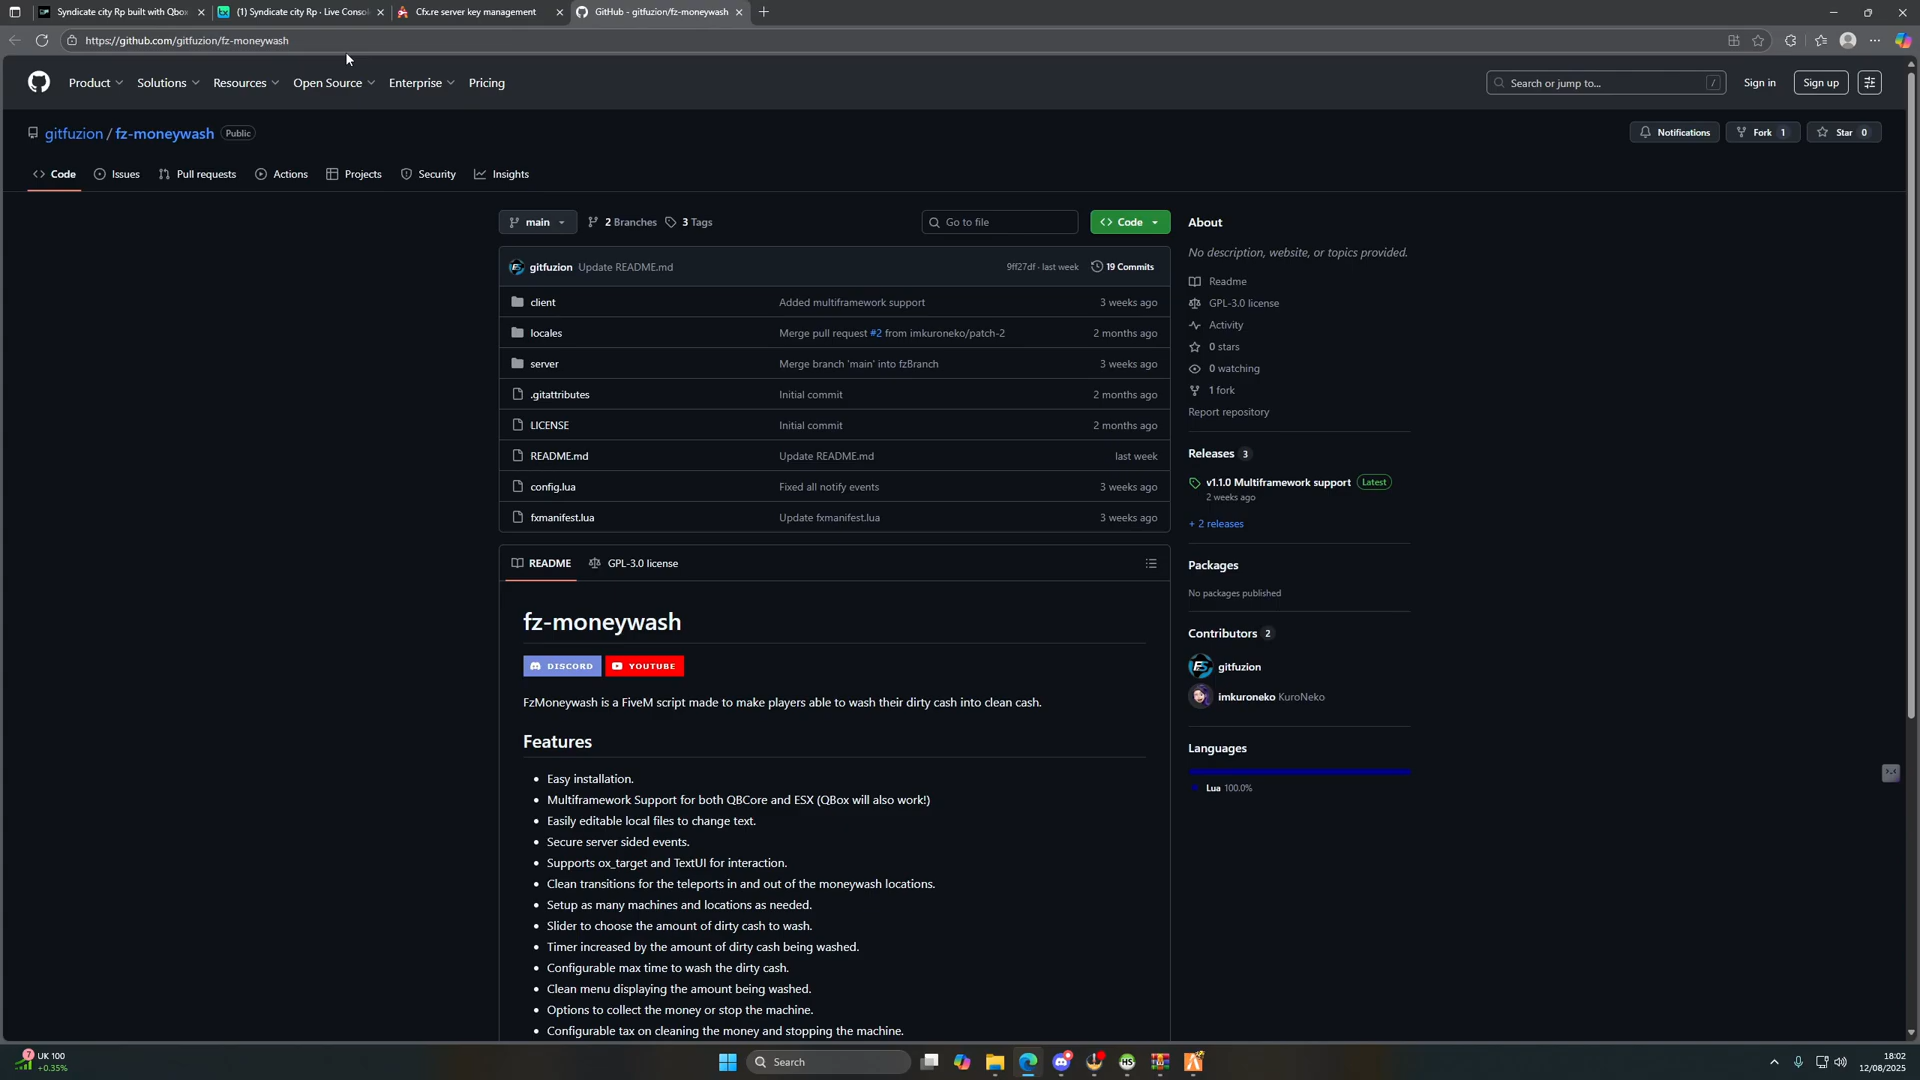 Syndicate city Rp built with Qbox
(1) Syndicate city Rp · Live Conso
Cfx.re server key management
GitHub - gitfuzion/fz-moneywash
https://github.com/gitfuzion/fz-moneywash
Product
Solutions
Resources
Open Source
Enterprise
Pricing
Search or jump to...
/
Sign in
Sign up
gitfuzion / fz-moneywash
Public
Notifications
Fork 1
Star 0
Code
Issues
Pull requests
Actions
Projects
Security
Insights
main
2 Branches
3 Tags
Go to file
Code
gitfuzion Update README.md
9ff27df · last week
19 Commits
client Added multiframework support 3 weeks ago
locales Merge pull request #2 from imkuroneko/patch-2 2 months ago
server Merge branch 'main' into fzBranch 3 weeks ago
.gitattributes Initial commit 2 months ago
LICENSE Initial commit 2 months ago
README.md Update README.md last week
config.lua Fixed all notify events 3 weeks ago
fxmanifest.lua Update fxmanifest.lua 3 weeks ago
README
GPL-3.0 license
fz-moneywash
DISCORD
YOUTUBE
FzMoneywash is a FiveM script made to make players able to wash their dirty cash into clean cash.
Features
Easy installation.
Multiframework Support for both QBCore and ESX (QBox will also work!)
Easily editable local files to change text.
Secure server sided events.
Supports ox_target and TextUI for interaction.
Clean transitions for the teleports in and out of the moneywash locations.
Setup as many machines and locations as needed.
Slider to choose the amount of dirty cash to wash.
Timer increased by the amount of dirty cash being washed.
Configurable max time to wash the dirty cash.
Clean menu displaying the amount being washed.
Options to collect the money or stop the machine.
Configurable tax on cleaning the money and stopping the machine.
About
No description, website, or topics provided.
Readme
GPL-3.0 license
Activity
0 stars
0 watching
1 fork
Report repository
Releases 3
v1.1.0 Multiframework support Latest
2 weeks ago
+ 2 releases
Packages
No packages published
Contributors 2
gitfuzion
imkuroneko KuroNeko
Languages
Lua 100.0%
7
UK 100
+0.35%
Search
18:02
12/08/2025